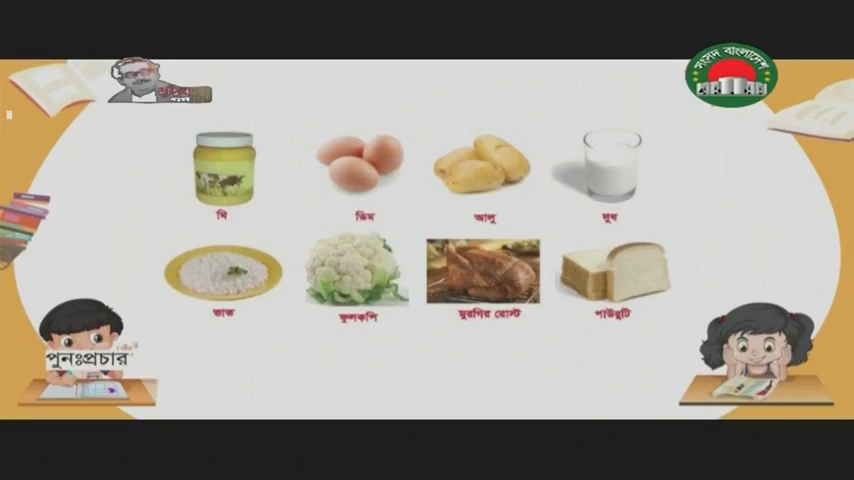 সংসদ বাংলাদেশ
ঘি
ডিম
আলু
দুধ
ভাত
ফুলকপি
মুরগির রোস্ট
পাউরুটি
পুনঃপ্রচার